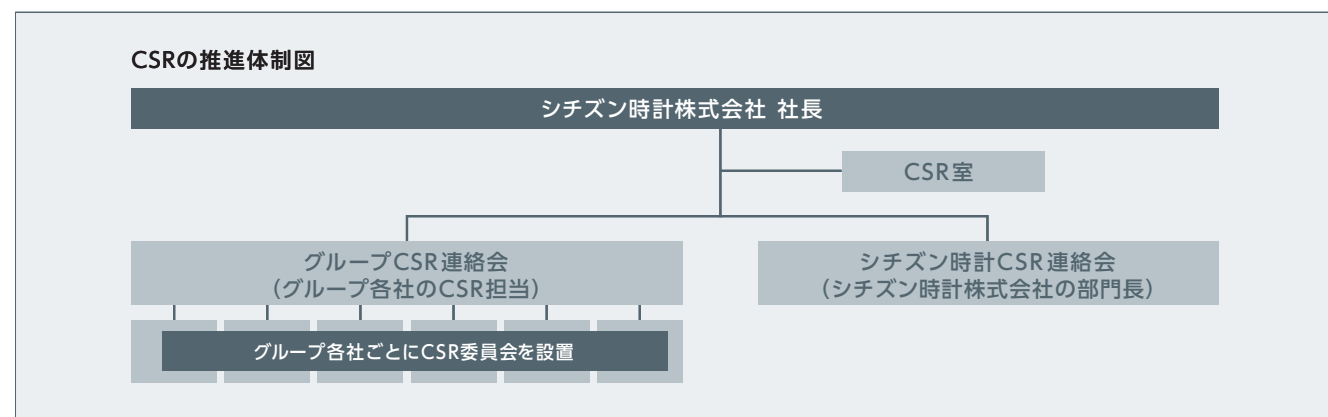 CSRの推進体制図
シチズン時計株式会社 社長
CSR室
グループCSR連絡会
（グループ各社のCSR担当）
シチズン時計CSR連絡会
（シチズン時計株式会社の部門長）
グループ各社ごとにCSR委員会を設置